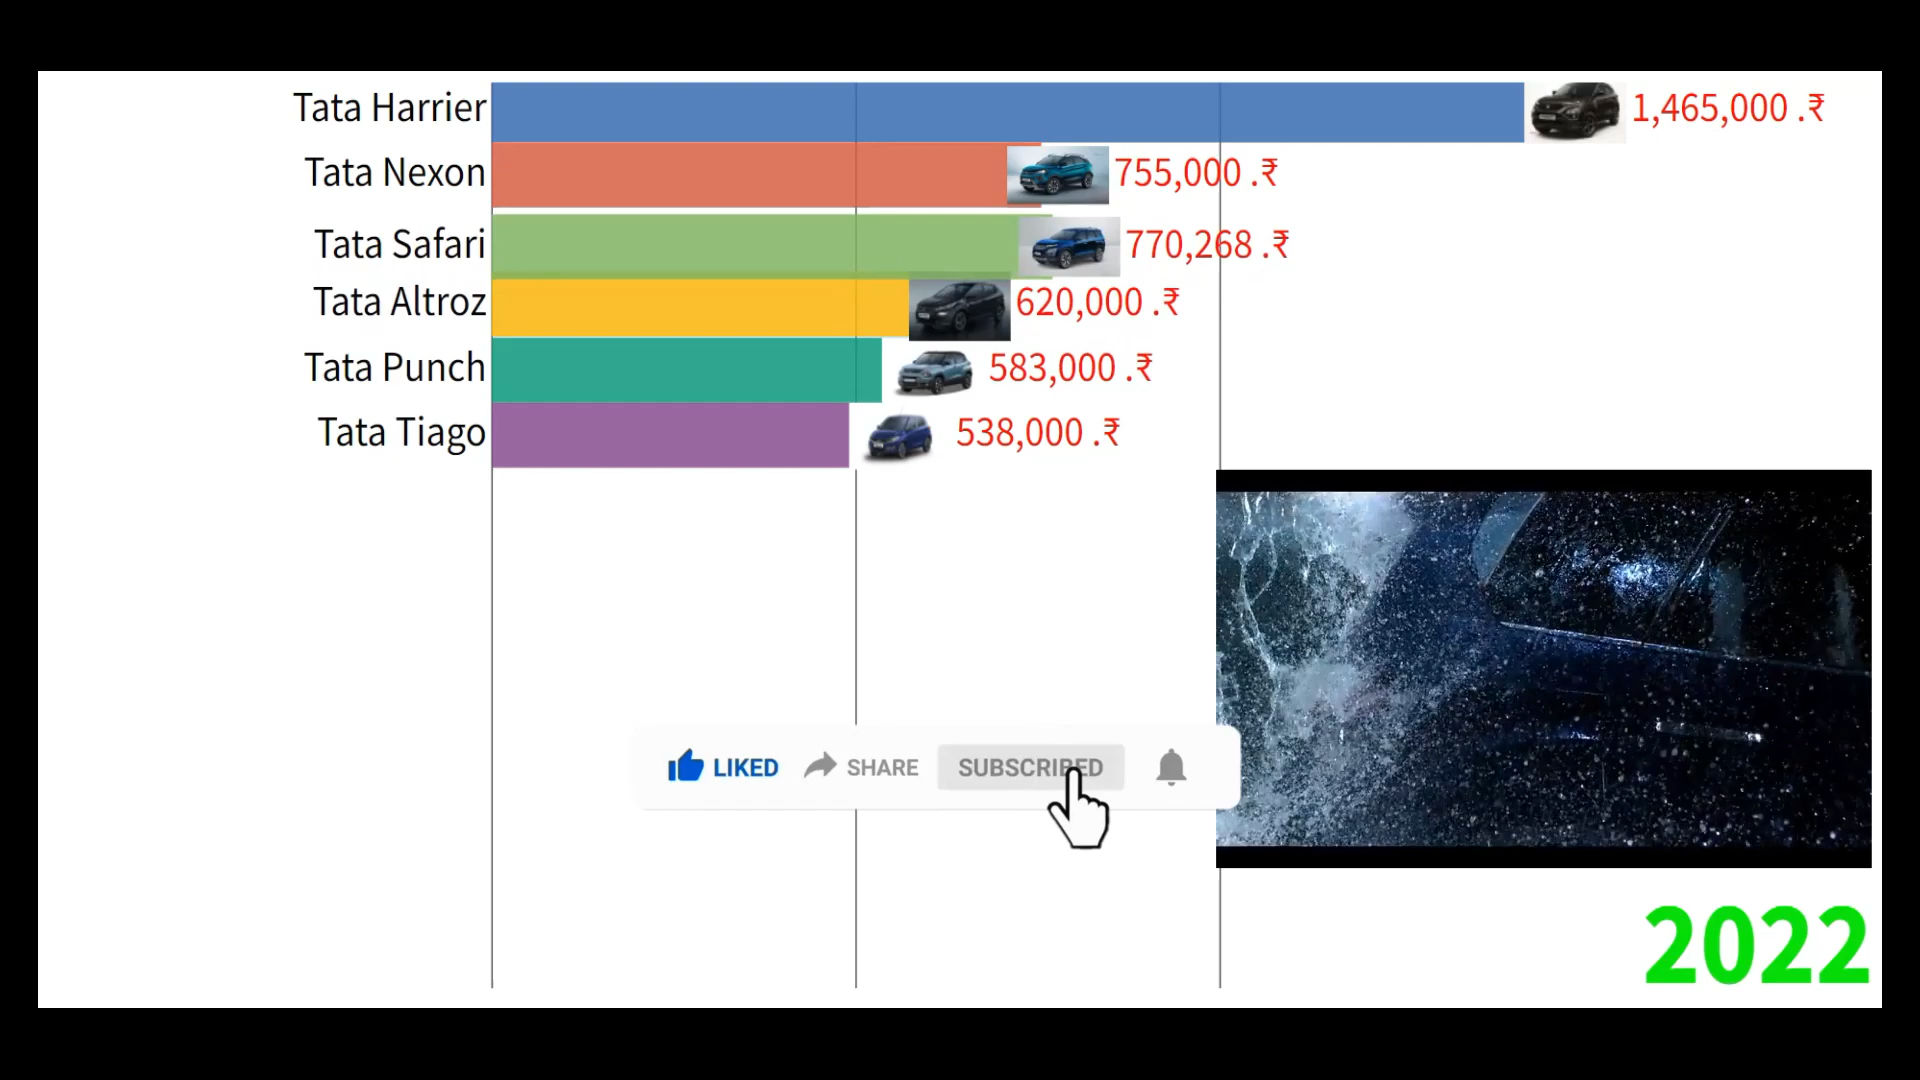 Tata Harrier 1,465,000 .₹
Tata Nexon 755,000 .₹
Tata Safari 770,268 .₹
Tata Altroz 620,000 .₹
Tata Punch 583,000 .₹
Tata Tiago 538,000 .₹
LIKED SHARE SUBSCRIBED
2022